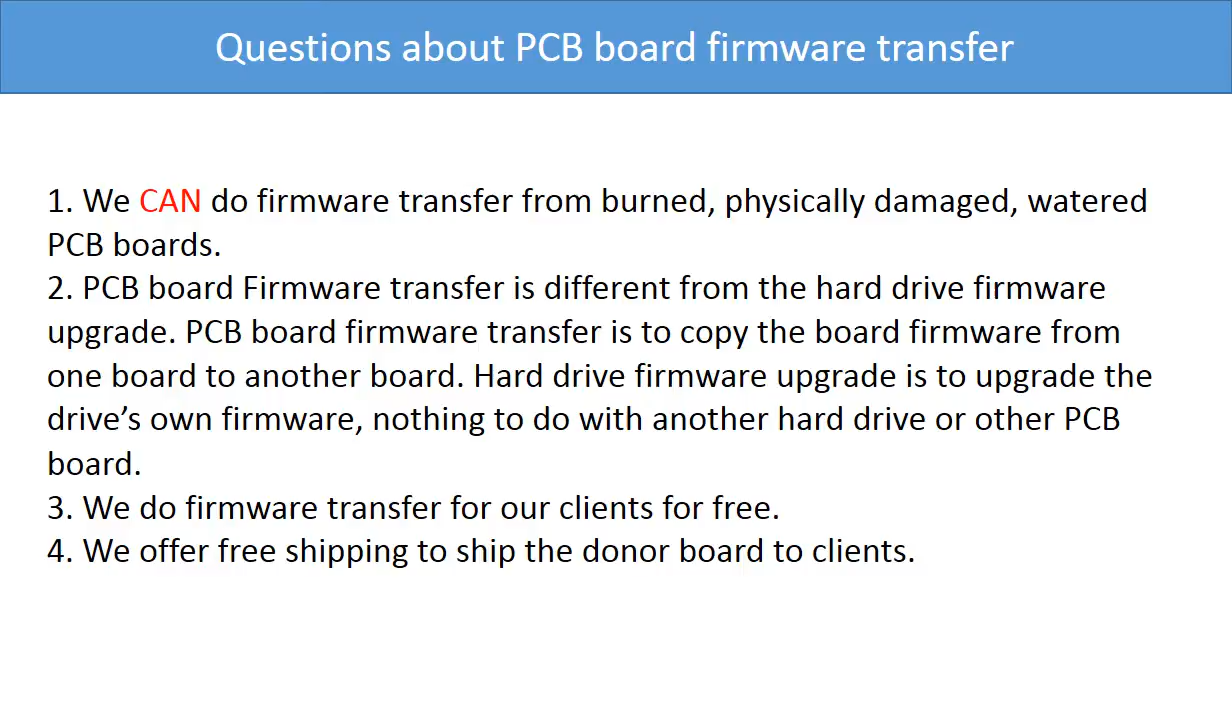 Questions about PCB board firmware transfer
1. We CAN do firmware transfer from burned, physically damaged, watered
PCB boards.
2. PCB board Firmware transfer is different from the hard drive firmware
upgrade. PCB board firmware transfer is to copy the board firmware from
one board to another board. Hard drive firmware upgrade is to upgrade the
drive’s own firmware, nothing to do with another hard drive or other PCB
board.
3. We do firmware transfer for our clients for free.
4. We offer free shipping to ship the donor board to clients.